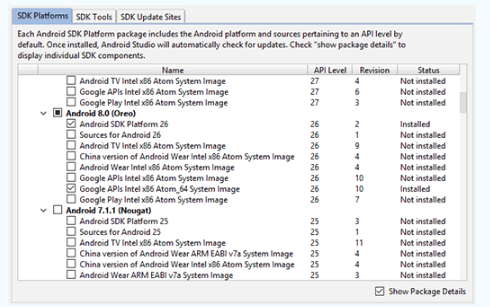 SDK Platforms SDK Tools SDK Update Sites
Each Android SDK Platform package includes the Android platform and sources pertaining to an API level by
default. Once installed, Android Studio will automatically check for updates. Check "show package details" to
display individual SDK components.
Name API Level Revision Status
Android TV Intel x86 Atom System Image 27 4 Not installed
Google APIs Intel x86 Atom System Image 27 6 Not installed
Google Play Intel x86 Atom System Image 27 3 Not installed
Android 8.0 (Oreo)
Android SDK Platform 26 26 2 Installed
Sources for Android 26 26 1 Not installed
Android TV Intel x86 Atom System Image 26 9 Not installed
China version of Android Wear Intel x86 Atom System Image 26 4 Not installed
Android Wear Intel x86 Atom System Image 26 4 Not installed
Google APIs Intel x86 Atom System Image 26 10 Not installed
Google APIs Intel x86 Atom_64 System Image 26 10 Installed
Google Play Intel x86 Atom System Image 26 7 Not installed
Android 7.1.1 (Nougat)
Android SDK Platform 25 25 3 Not installed
Sources for Android 25 25 1 Not installed
Android TV Intel x86 Atom System Image 25 11 Not installed
China version of Android Wear ARM EABI v7a System Image 25 4 Not installed
China version of Android Wear Intel x86 Atom System Image 25 4 Not installed
Android Wear ARM EABI v7a System Image 25 3 Not installed
Show Package Details